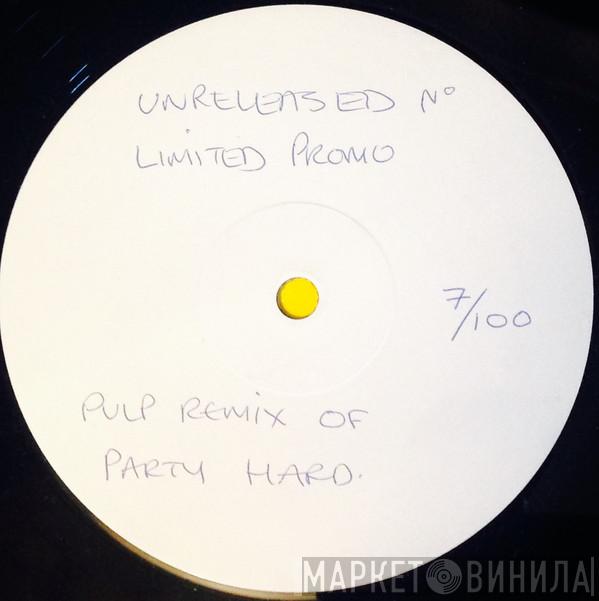 UNRELEASED Nº
LIMITED PROMO
7/100
PULP REMIX OF
PARTY HARD.
МАРКЕТ ВИНИЛА